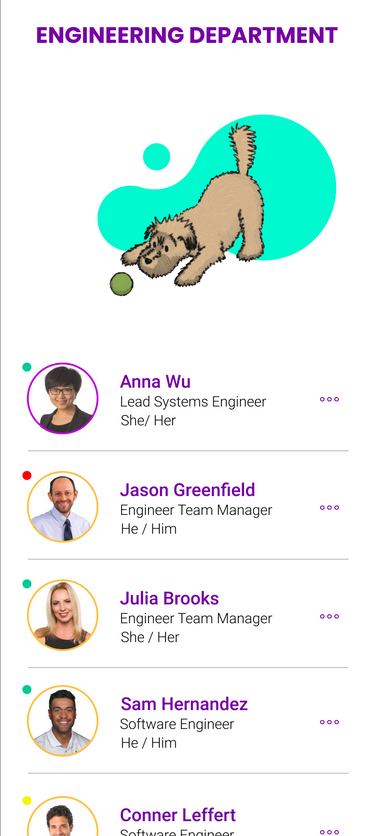 ENGINEERING DEPARTMENT
Anna Wu
Lead Systems Engineer
She/ Her
Jason Greenfield
Engineer Team Manager
He / Him
Julia Brooks
Engineer Team Manager
She / Her
Sam Hernandez
Software Engineer
He / Him
Conner Leffert
Software Engineer